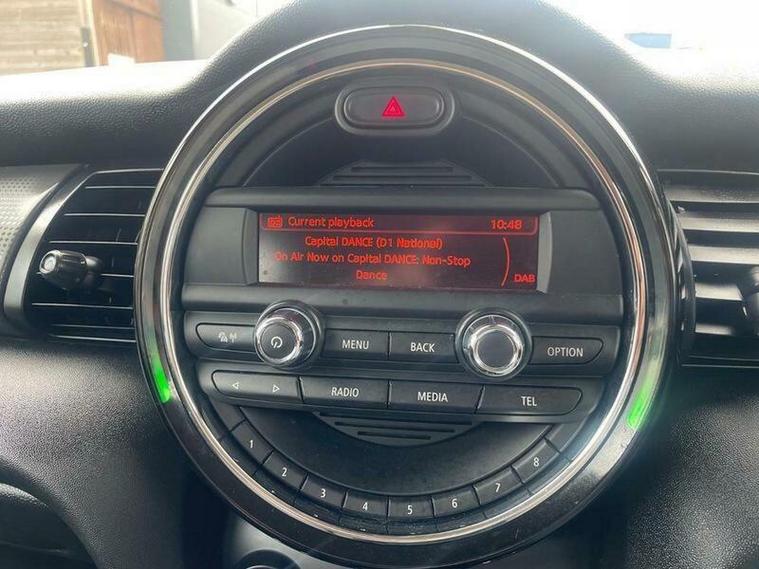 Current playback 10:48
Capital DANCE (D1 National)
On Air Now on Capital DANCE: Non-Stop
Dance
DAB
MENU BACK OPTION
RADIO MEDIA TEL
1 2 3 4 5 6 7 8